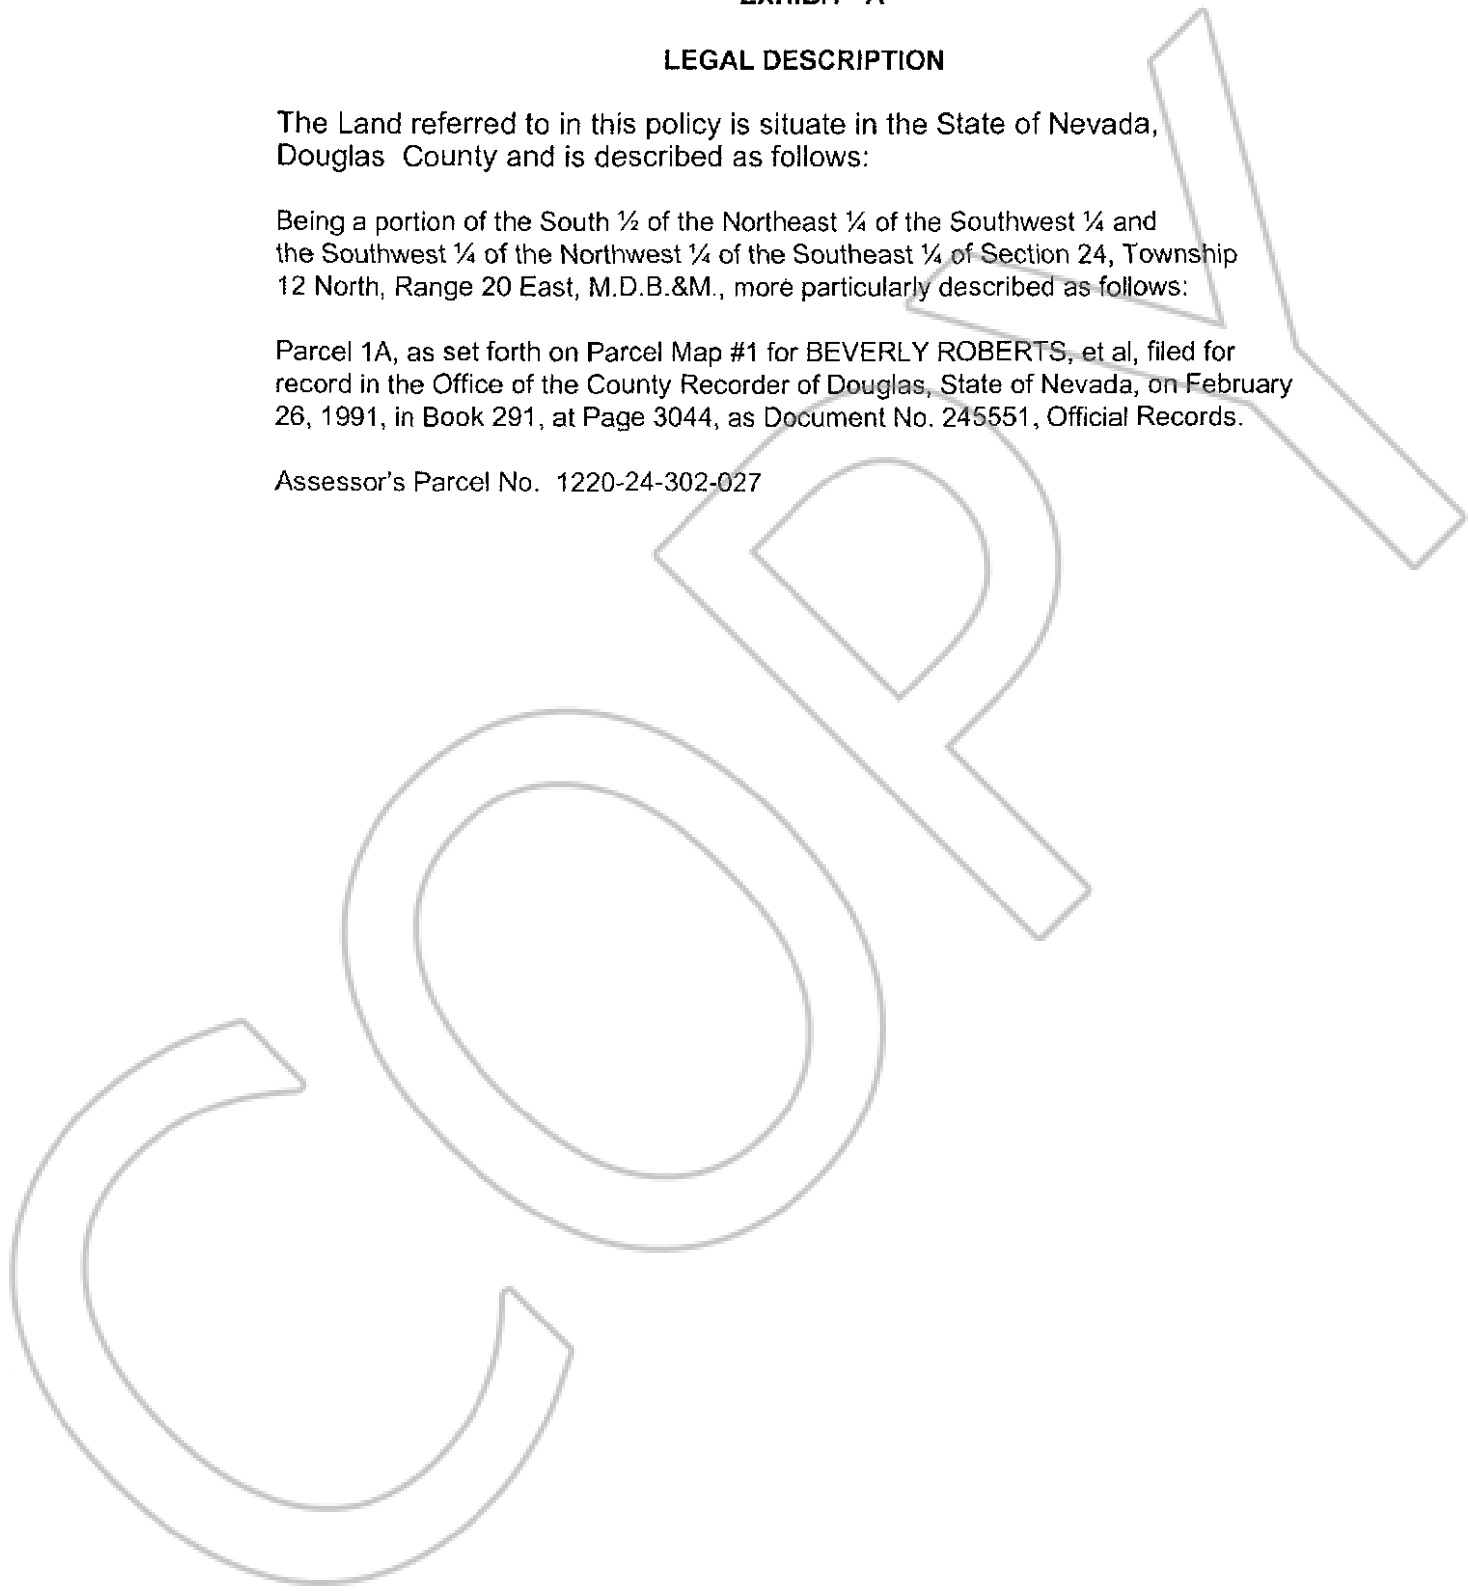 EXHIBIT "A"
LEGAL DESCRIPTION
The Land referred to in this policy is situate in the State of Nevada,
Douglas County and is described as follows:
Being a portion of the South ½ of the Northeast ¼ of the Southwest ¼ and
the Southwest ¼ of the Northwest ¼ of the Southeast ¼ of Section 24, Township
12 North, Range 20 East, M.D.B.&M., more particularly described as follows:
Parcel 1A, as set forth on Parcel Map #1 for BEVERLY ROBERTS, et al, filed for
record in the Office of the County Recorder of Douglas, State of Nevada, on February
26, 1991, in Book 291, at Page 3044, as Document No. 245551, Official Records.
Assessor's Parcel No. 1220-24-302-027
COPY